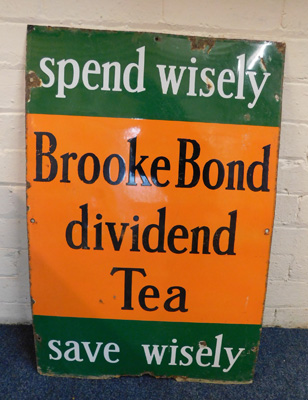 spend wisely
Brooke Bond
dividend
Tea
save wisely